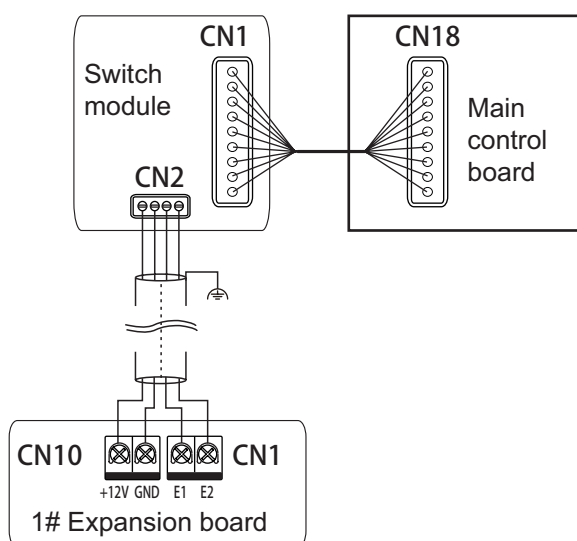 CN1
CN18
Switch
module
Main
control
board
CN2
CN10
CN1
+12V GND E1 E2
1# Expansion board